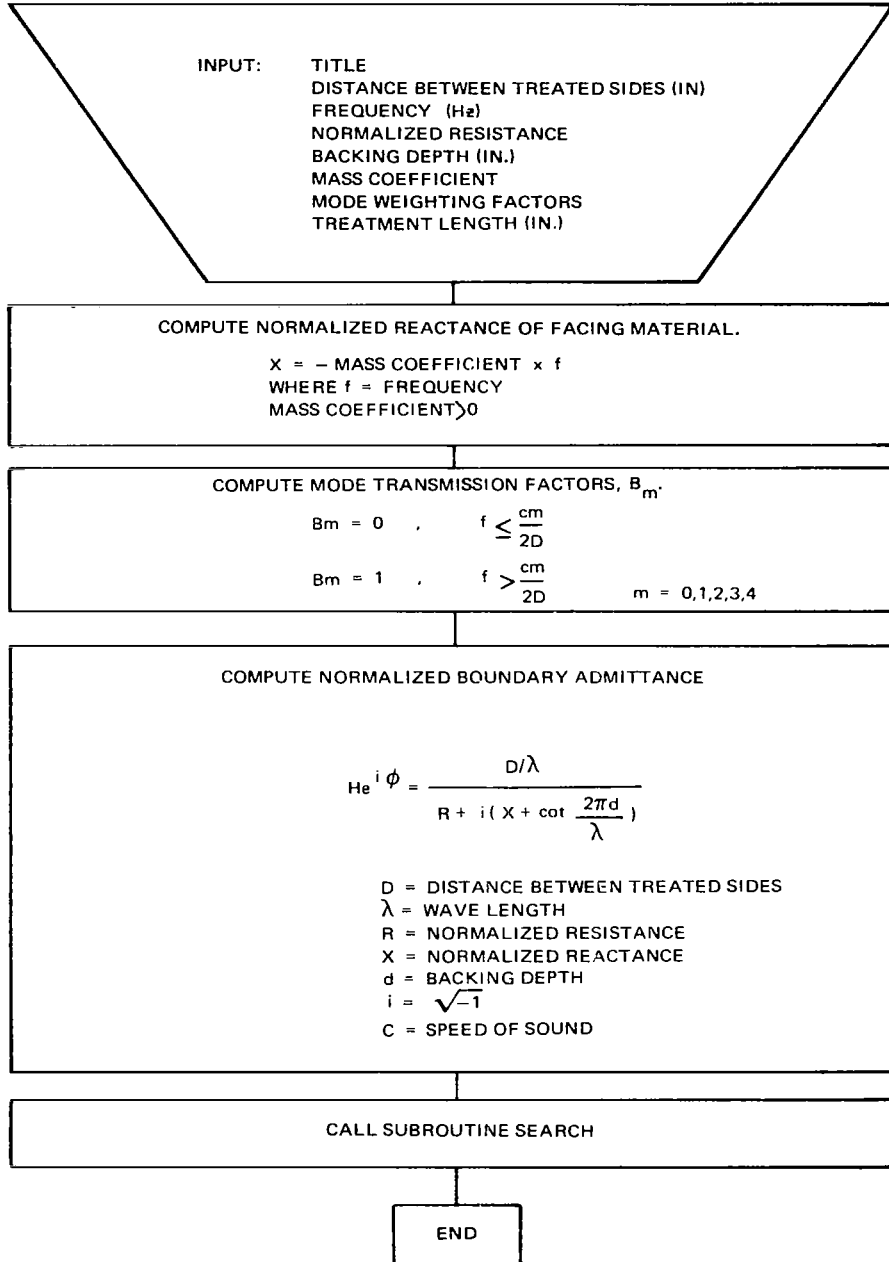 INPUT: TITLE
DISTANCE BETWEEN TREATED SIDES (IN)
FREQUENCY (Hz)
NORMALIZED RESISTANCE
BACKING DEPTH (IN.)
MASS COEFFICIENT
MODE WEIGHTING FACTORS
TREATMENT LENGTH (IN.)
COMPUTE NORMALIZED REACTANCE OF FACING MATERIAL.
X = – MASS COEFFICIENT x f
WHERE f = FREQUENCY
MASS COEFFICIENT>0
COMPUTE MODE TRANSMISSION FACTORS, B_m.
Bm = 0 , f ≤ cm/2D
Bm = 1 , f > cm/2D m = 0,1,2,3,4
COMPUTE NORMALIZED BOUNDARY ADMITTANCE
He^iϕ = (D/λ)/(R + i(X + cot 2πd/λ))
D = DISTANCE BETWEEN TREATED SIDES
λ = WAVE LENGTH
R = NORMALIZED RESISTANCE
X = NORMALIZED REACTANCE
d = BACKING DEPTH
i = √-1
C = SPEED OF SOUND
CALL SUBROUTINE SEARCH
END